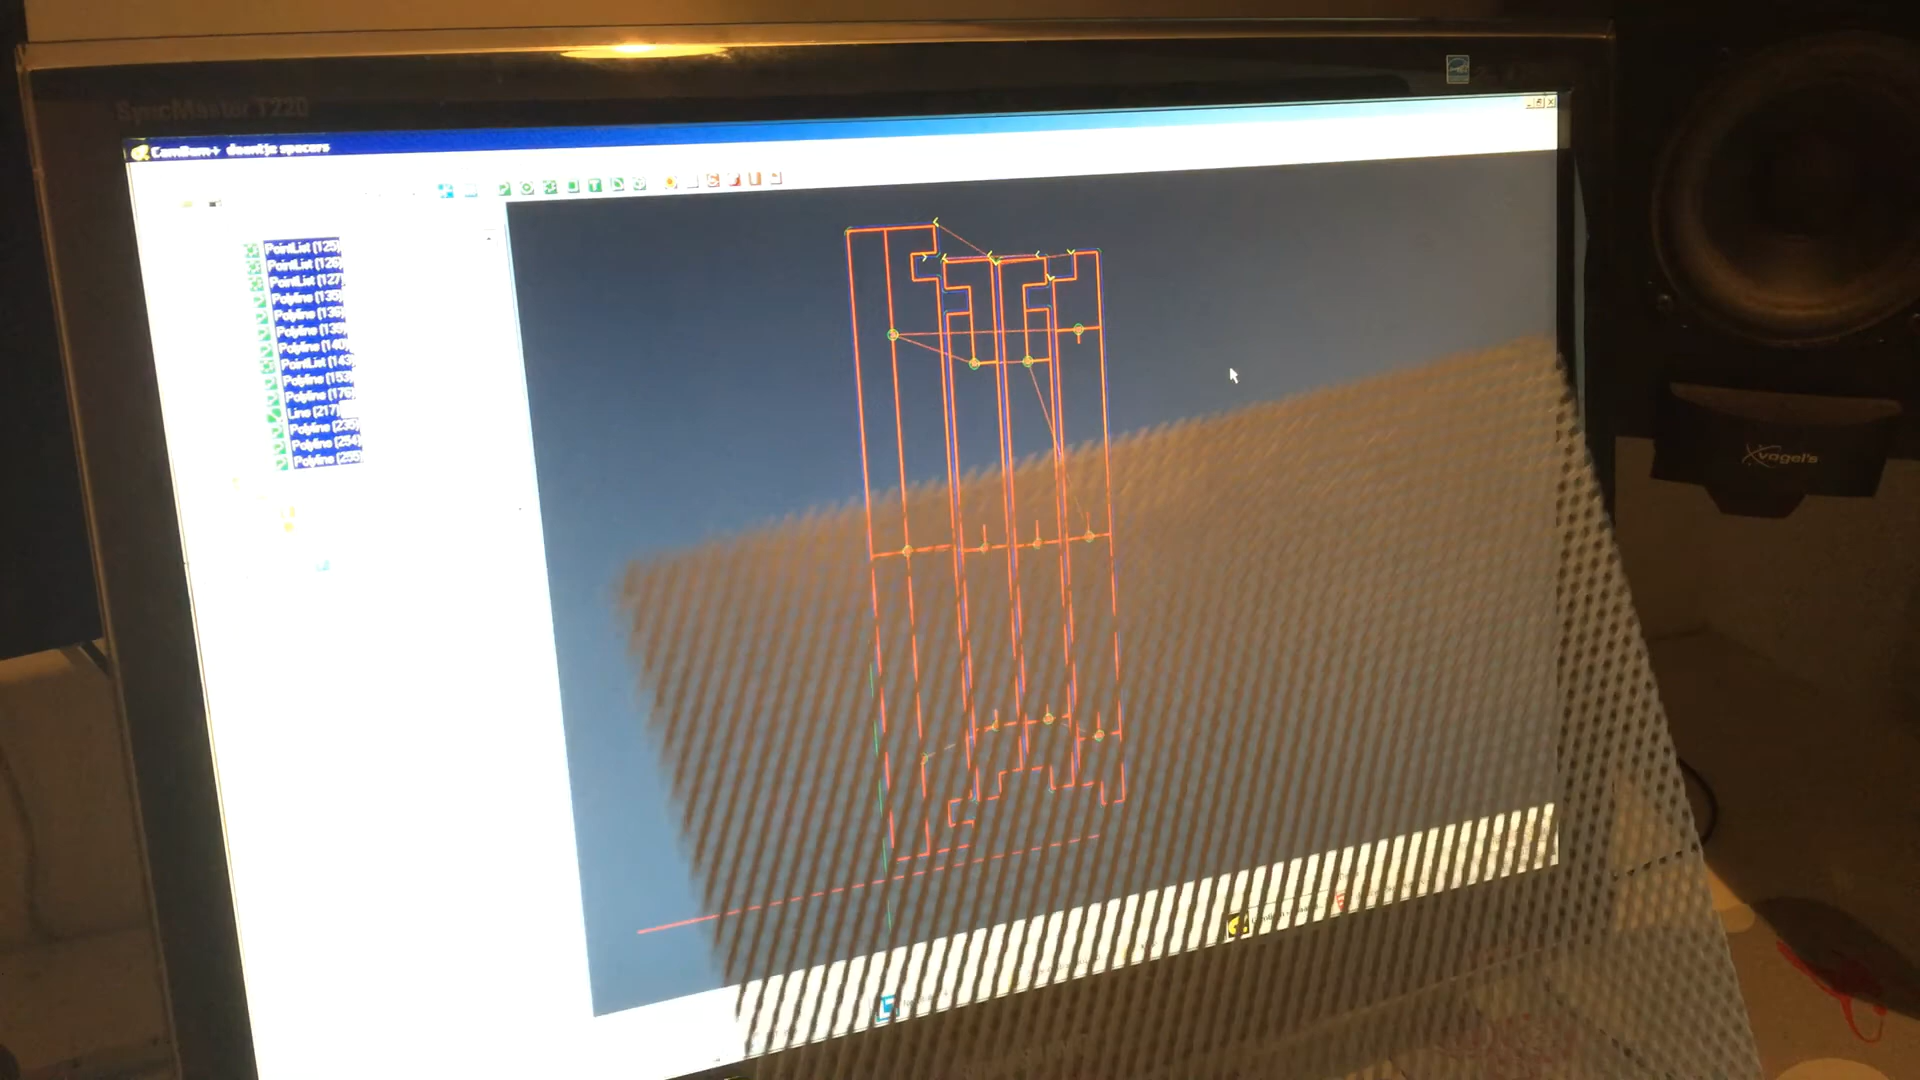 SyncMaster T220
CamBam+ doontje spacers
PointList (125)
PointList (126)
PointList (127)
Polyline (135)
Polyline (136)
Polyline (139)
Polyline (140)
PointList (143)
Polyline (153)
Polyline (176)
Line (217)
Polyline (235)
Polyline (254)
Polyline (255)
vogel's